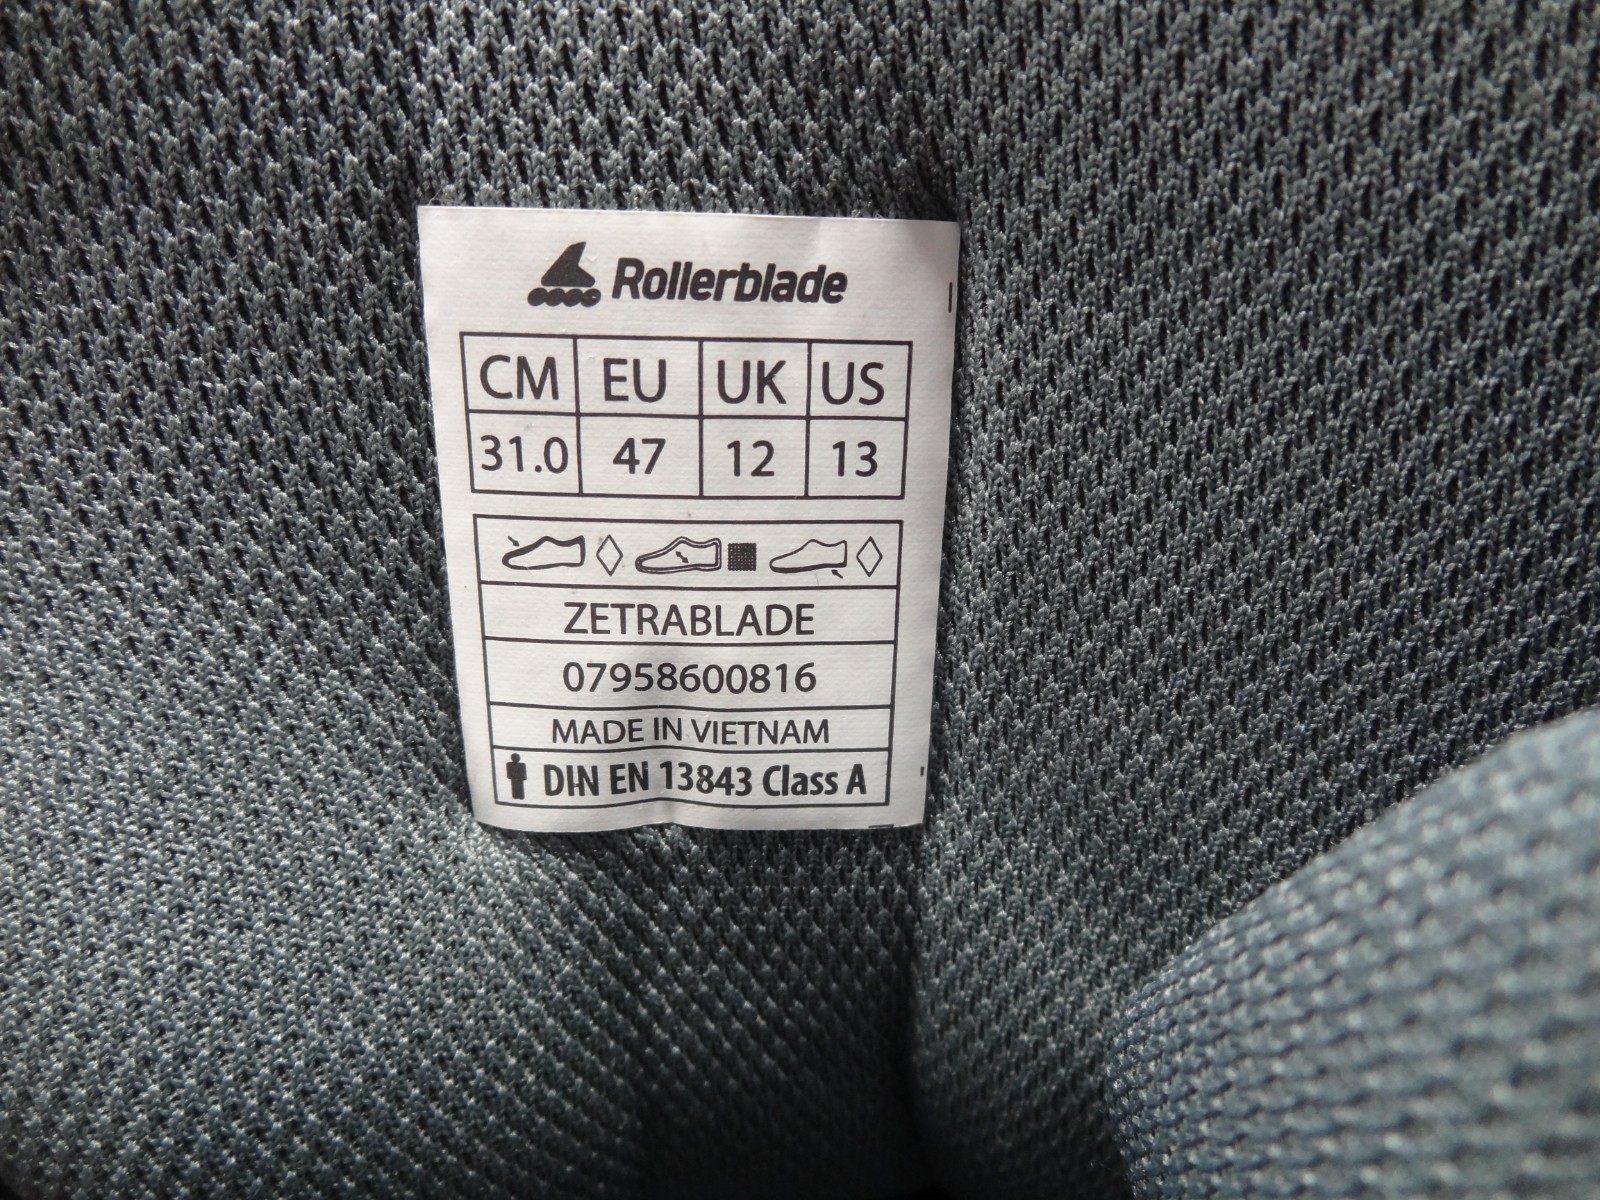 Rollerblade
CM EU UK US
31.0 47 12 13
ZETRABLADE
07958600816
MADE IN VIETNAM
DIN EN 13843 Class A